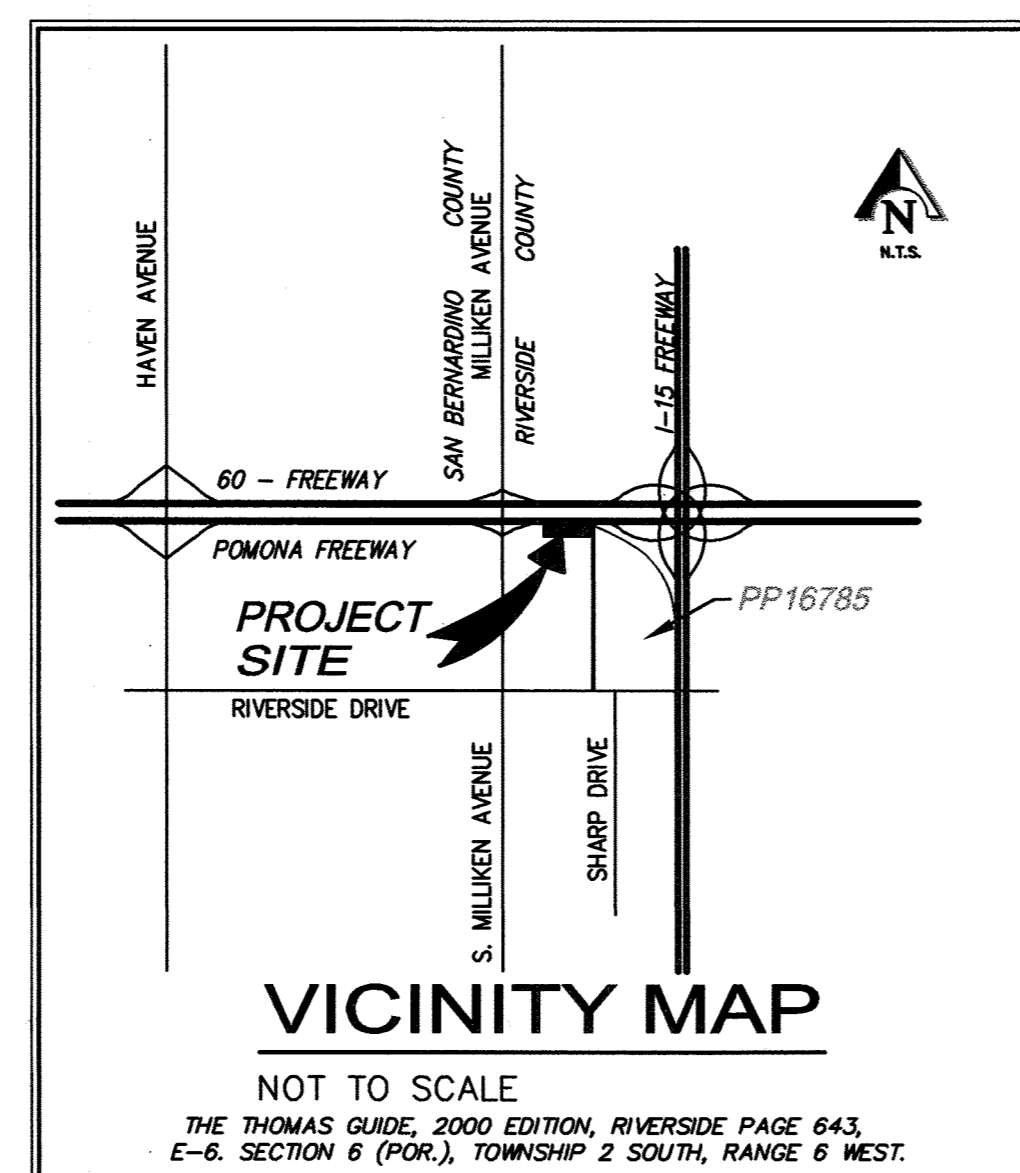 HAVEN AVENUE
SAN BERNARDINO COUNTY
MILLIKEN AVENUE
RIVERSIDE COUNTY
I-15 FREEWAY
N
N.T.S.
60 - FREEWAY
POMONA FREEWAY
PROJECT
SITE
PP16785
RIVERSIDE DRIVE
S. MILLIKEN AVENUE
SHARP DRIVE
VICINITY MAP
NOT TO SCALE
THE THOMAS GUIDE, 2000 EDITION, RIVERSIDE PAGE 643,
E-6. SECTION 6 (POR.), TOWNSHIP 2 SOUTH, RANGE 6 WEST.